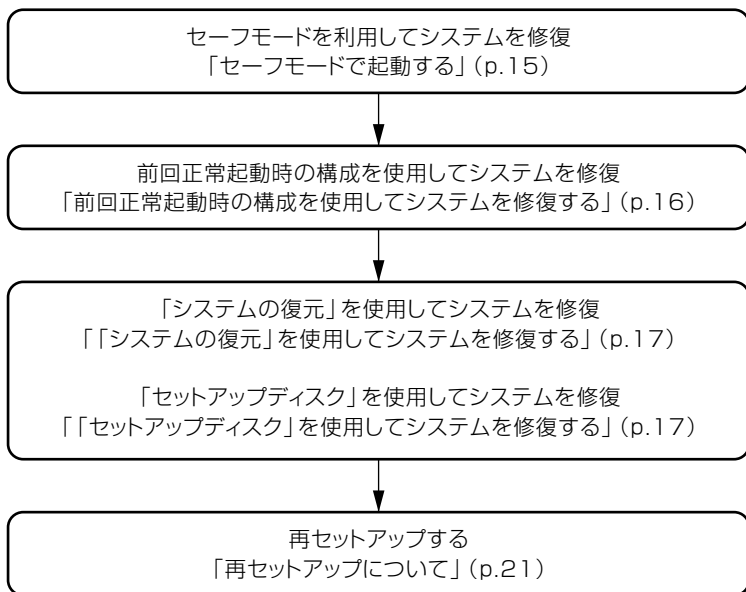 セーフモードを利用してシステムを修復
「セーフモードで起動する」(p.15)
前回正常起動時の構成を使用してシステムを修復
「前回正常起動時の構成を使用してシステムを修復する」(p.16)
「システムの復元」を使用してシステムを修復
「「システムの復元」を使用してシステムを修復する」(p.17)
「セットアップディスク」を使用してシステムを修復
「「セットアップディスク」を使用してシステムを修復する」(p.17)
再セットアップする
「再セットアップについて」(p.21)